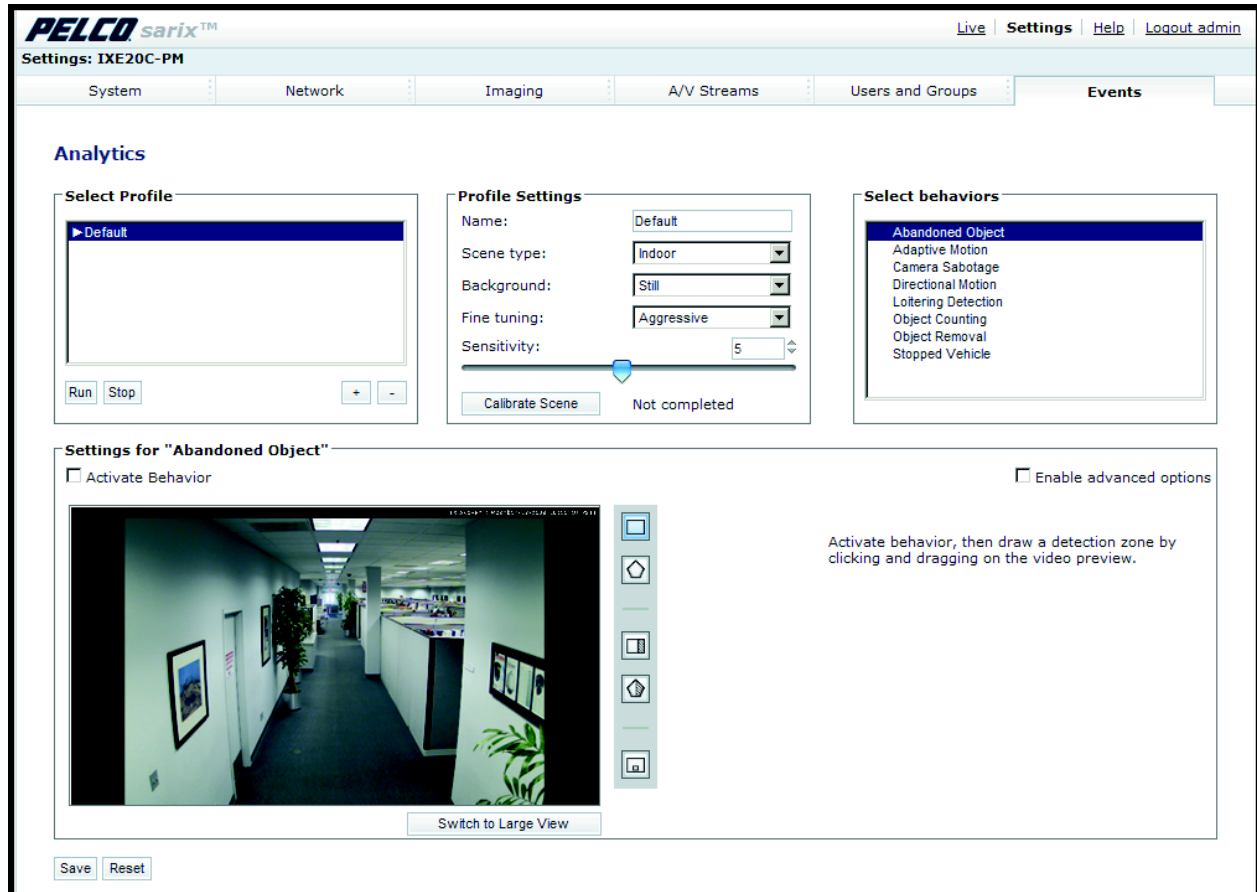 PELCO sarix™
Live Settings Help Logout admin
Settings: IXE20C-PM
System Network Imaging A/V Streams Users and Groups Events
Analytics
Select Profile
Default
Run Stop + -
Profile Settings
Name: Default
Scene type: Indoor
Background: Still
Fine tuning: Aggressive
Sensitivity: 5
Calibrate Scene Not completed
Select behaviors
Abandoned Object
Adaptive Motion
Camera Sabotage
Directional Motion
Loitering Detection
Object Counting
Object Removal
Stopped Vehicle
Settings for "Abandoned Object"
Activate Behavior
Enable advanced options
Activate behavior, then draw a detection zone by
clicking and dragging on the video preview.
Switch to Large View
Save Reset